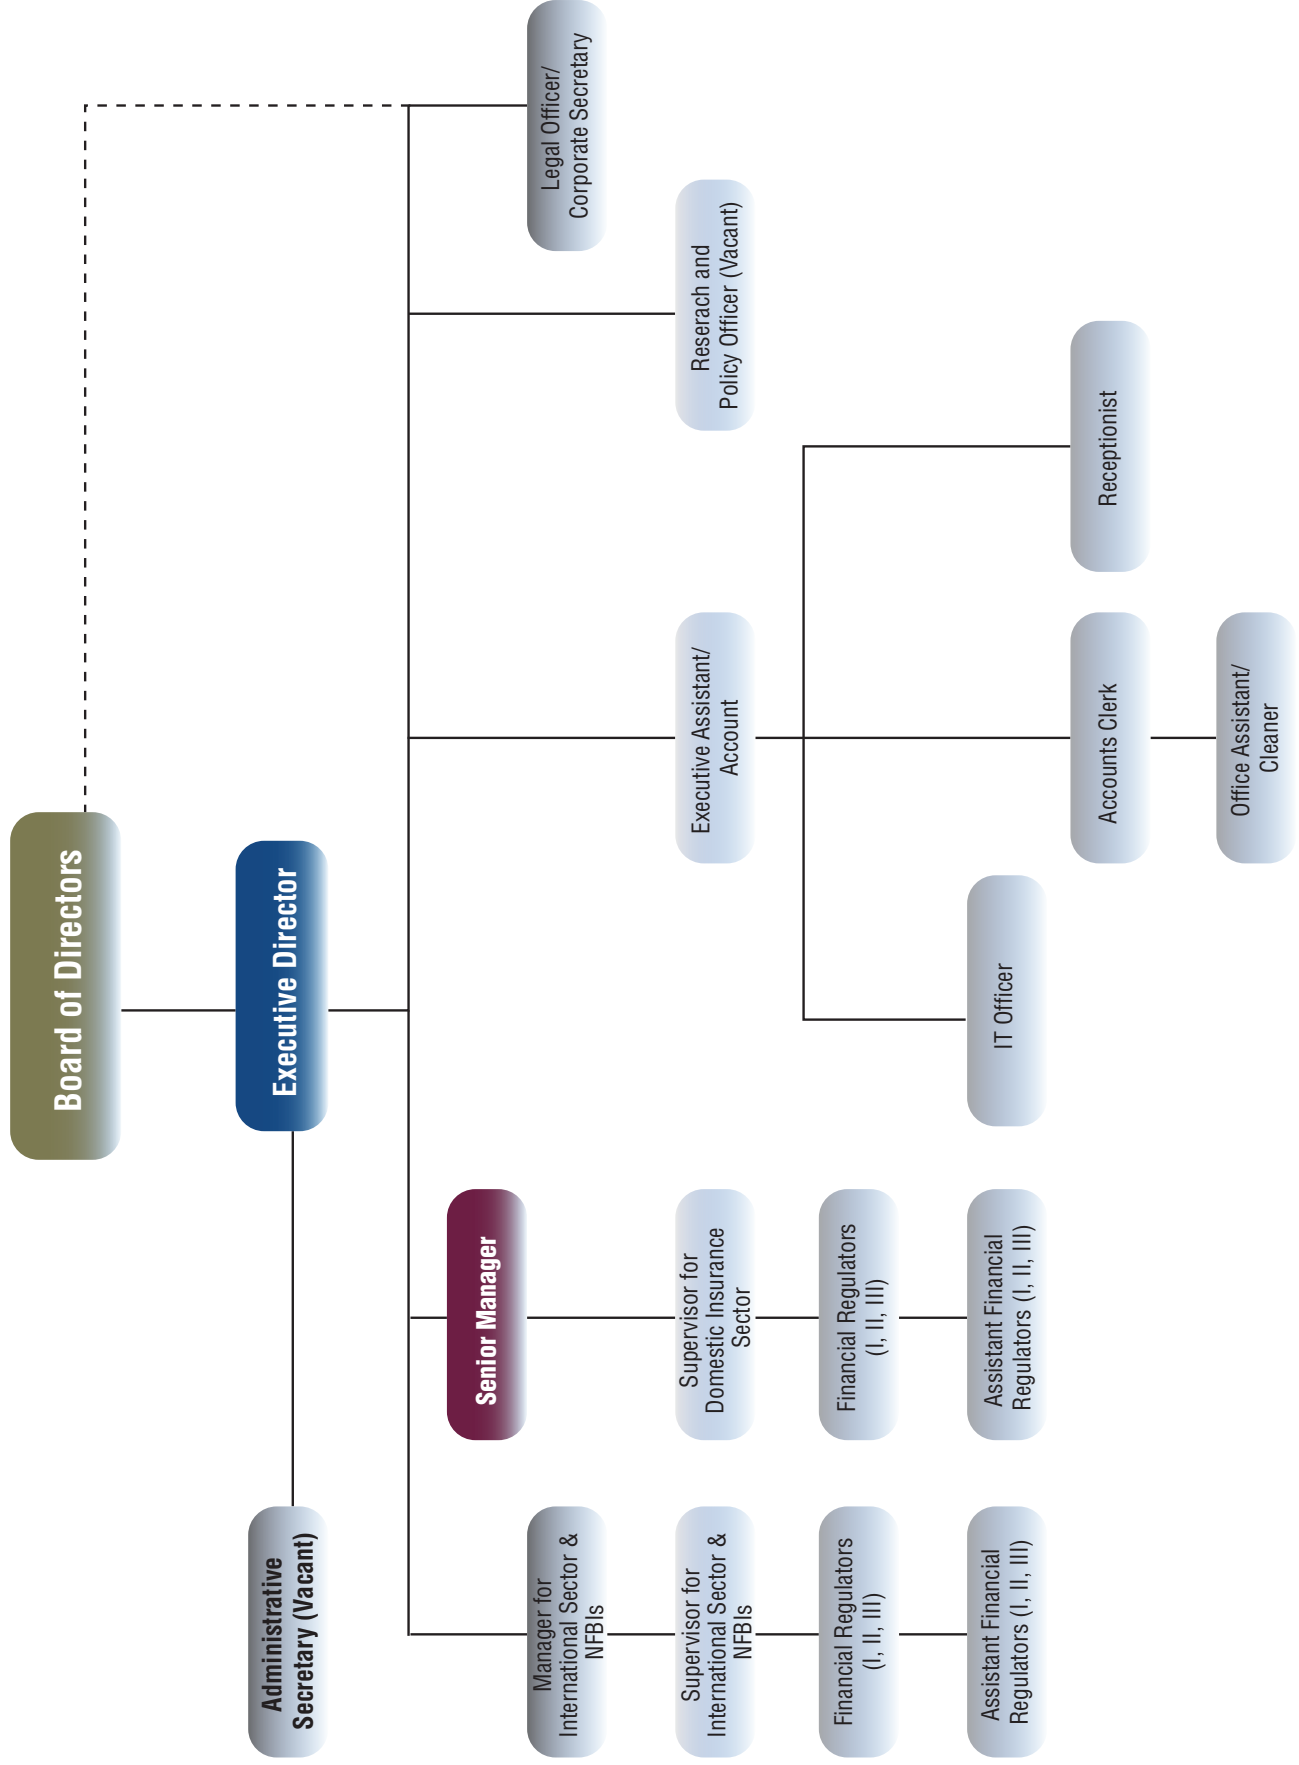 Board of Directors
Executive Director
Administrative
Secretary (Vacant)
Senior Manager
Manager for
International Sector &
NFBIs
Legal Officer/
Corporate Secretary
Supervisor for
International Sector &
NFBIs
Supervisor for
Domestic Insurance
Sector
Executive Assistant/
Account
Reserach and
Policy Officer (Vacant)
Financial Regulators
(I, II, III)
Financial Regulators
(I, II, III)
Assistant Financial
Regulators (I, II, III)
Assistant Financial
Regulators (I, II, III)
IT Officer
Accounts Clerk
Receptionist
Office Assistant/
Cleaner